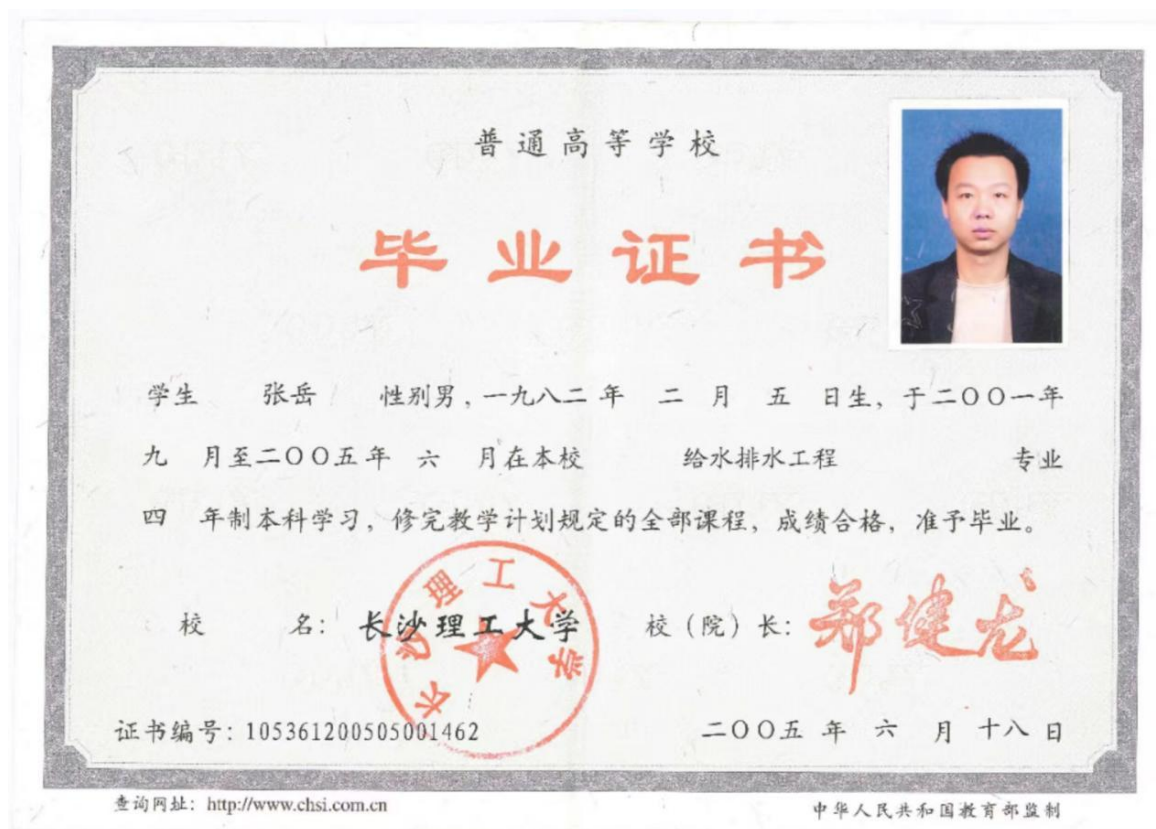 普通高等学校
毕业证书
学生 张岳 性别男，一九八二年 二 月 五 日生，于二〇〇一年
九 月至二〇〇五年 六 月在本校 给水排水工程 专业
四 年制本科学习，修完教学计划规定的全部课程，成绩合格，准予毕业。
校 名：长沙理工大学 校（院）长：郑健龙
长沙理工大学
证书编号：105361200505001462 二〇〇五 年 六 月 十八 日
查询网址：http://www.chsi.com.cn 中华人民共和国教育部监制